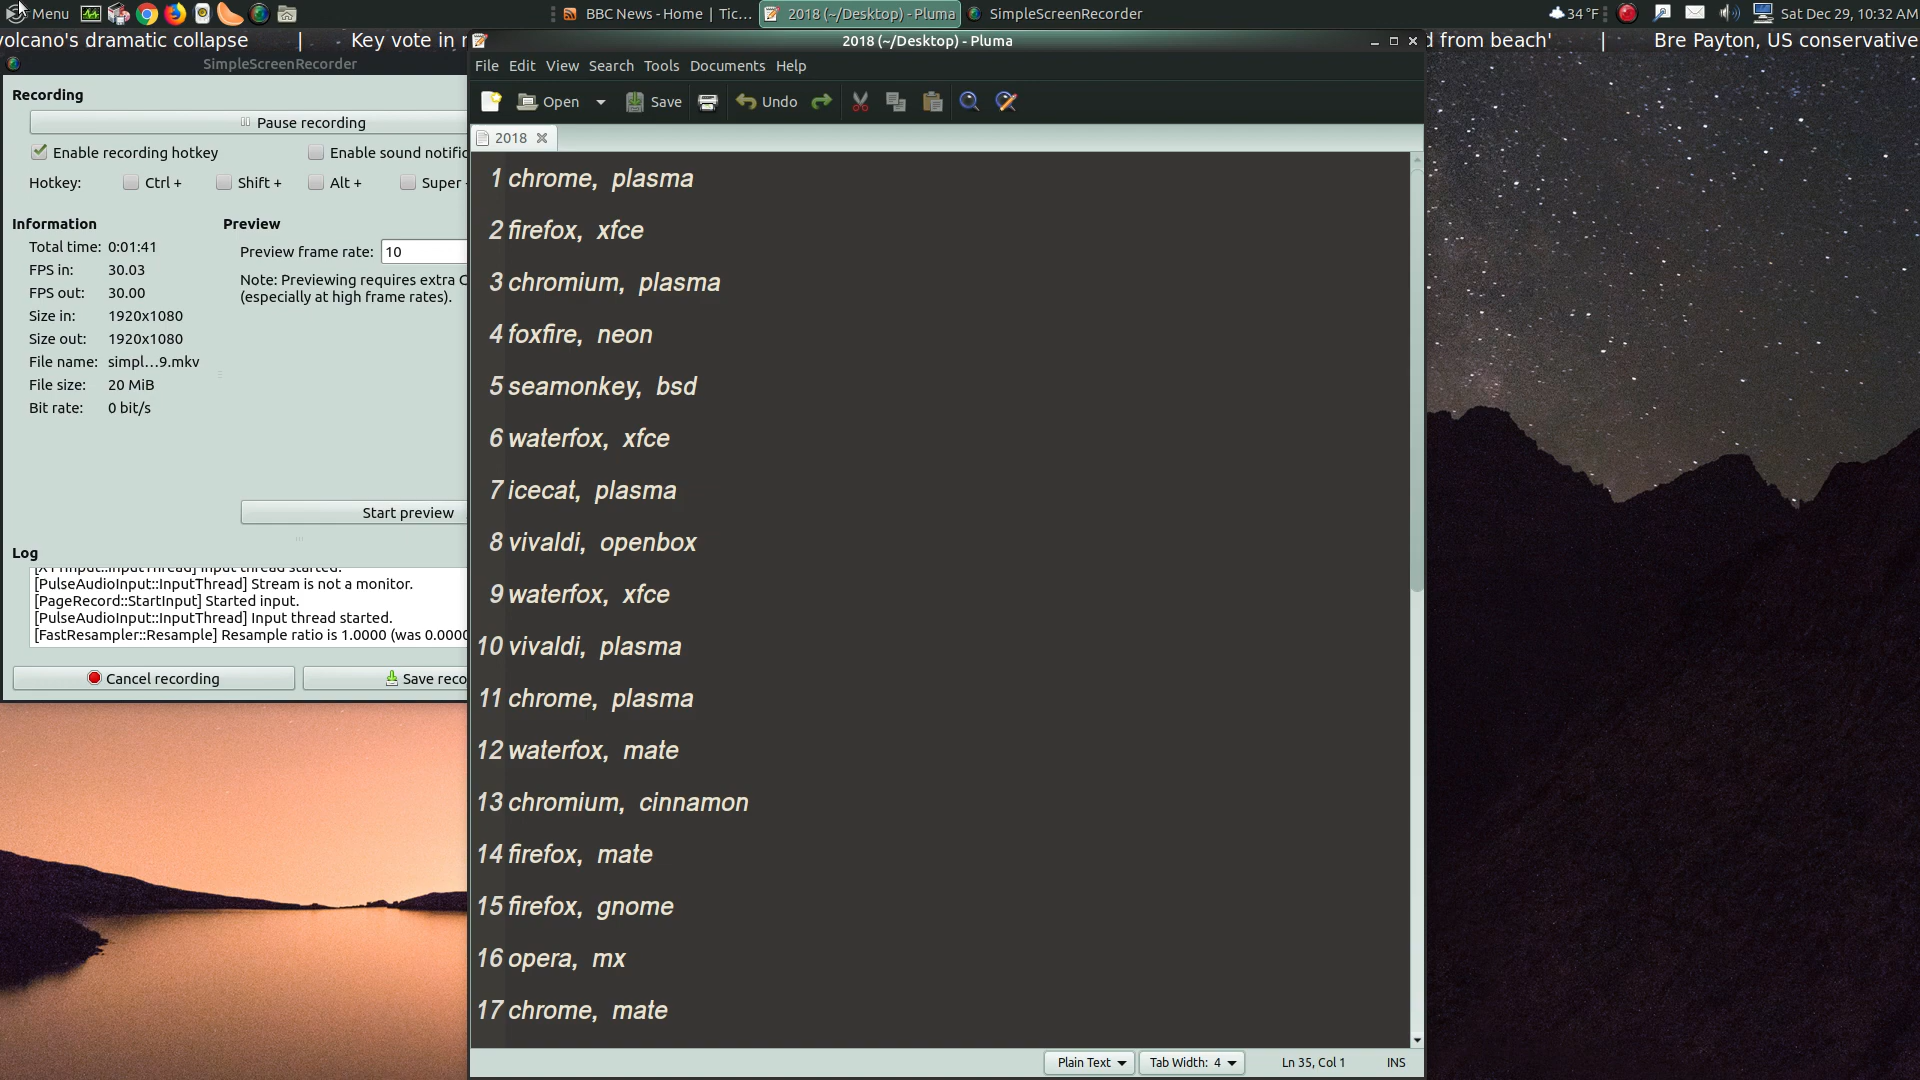 Menu
BBC News - Home | Tic...
2018 (~/Desktop) - Pluma
SimpleScreenRecorder
34 °F
Sat Dec 29, 10:32 AM
volcano's dramatic collapse | Key vote in
d from beach' | Bre Payton, US conservative
SimpleScreenRecorder
Recording
Pause recording
Enable recording hotkey
Enable sound notific
Hotkey: Ctrl + Shift + Alt + Super
Information
Total time: 0:01:41
FPS in: 30.03
FPS out: 30.00
Size in: 1920x1080
Size out: 1920x1080
File name: simpl...9.mkv
File size: 20 MiB
Bit rate: 0 bit/s
Preview
Preview frame rate: 10
Note: Previewing requires extra C
(especially at high frame rates).
Start preview
Log
[X11Input::InputThread] Input thread started.
[PulseAudioInput::InputThread] Stream is not a monitor.
[PageRecord::StartInput] Started input.
[PulseAudioInput::InputThread] Input thread started.
[FastResampler::Resample] Resample ratio is 1.0000 (was 0.0000
Cancel recording
Save reco
2018 (~/Desktop) - Pluma
File Edit View Search Tools Documents Help
Open Save Undo
2018
1 chrome, plasma
2 firefox, xfce
3 chromium, plasma
4 foxfire, neon
5 seamonkey, bsd
6 waterfox, xfce
7 icecat, plasma
8 vivaldi, openbox
9 waterfox, xfce
10 vivaldi, plasma
11 chrome, plasma
12 waterfox, mate
13 chromium, cinnamon
14 firefox, mate
15 firefox, gnome
16 opera, mx
17 chrome, mate
Plain Text Tab Width: 4 Ln 35, Col 1 INS